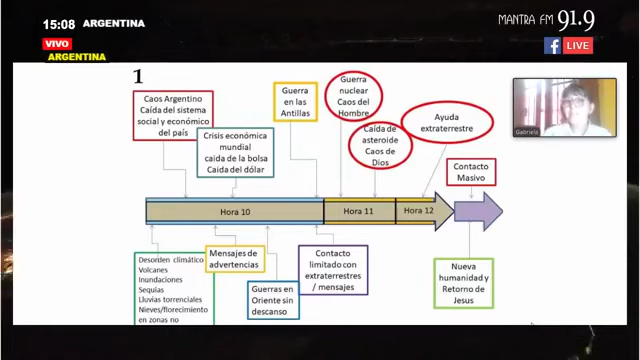 15:08 ARGENTINA
VIVO
ARGENTINA
MANTRA FM 91.9
f LIVE
1
Caos Argentino
Caída del sistema
social y económico
del país
Crisis económica
mundial
caida de la bolsa
Caida del dólar
Guerra
en las
Antillas
Guerra
nuclear
Caos del
Hombre
Caída de
asteroide
Caos de
Dios
Ayuda
extraterrestre
Contacto
Masivo
Gabriela
Hora 10
Hora 11
Hora 12
Desorden climático
Volcanes
Inundaciones
Sequias
Lluvias torrenciales
Nieves/florecimiento
en zonas no
Mensajes de
advertencias
Guerras en
Oriente sin
descanso
Contacto
limitado con
extraterrestres
/ mensajes
Nueva
humanidad y
Retorno de
Jesus